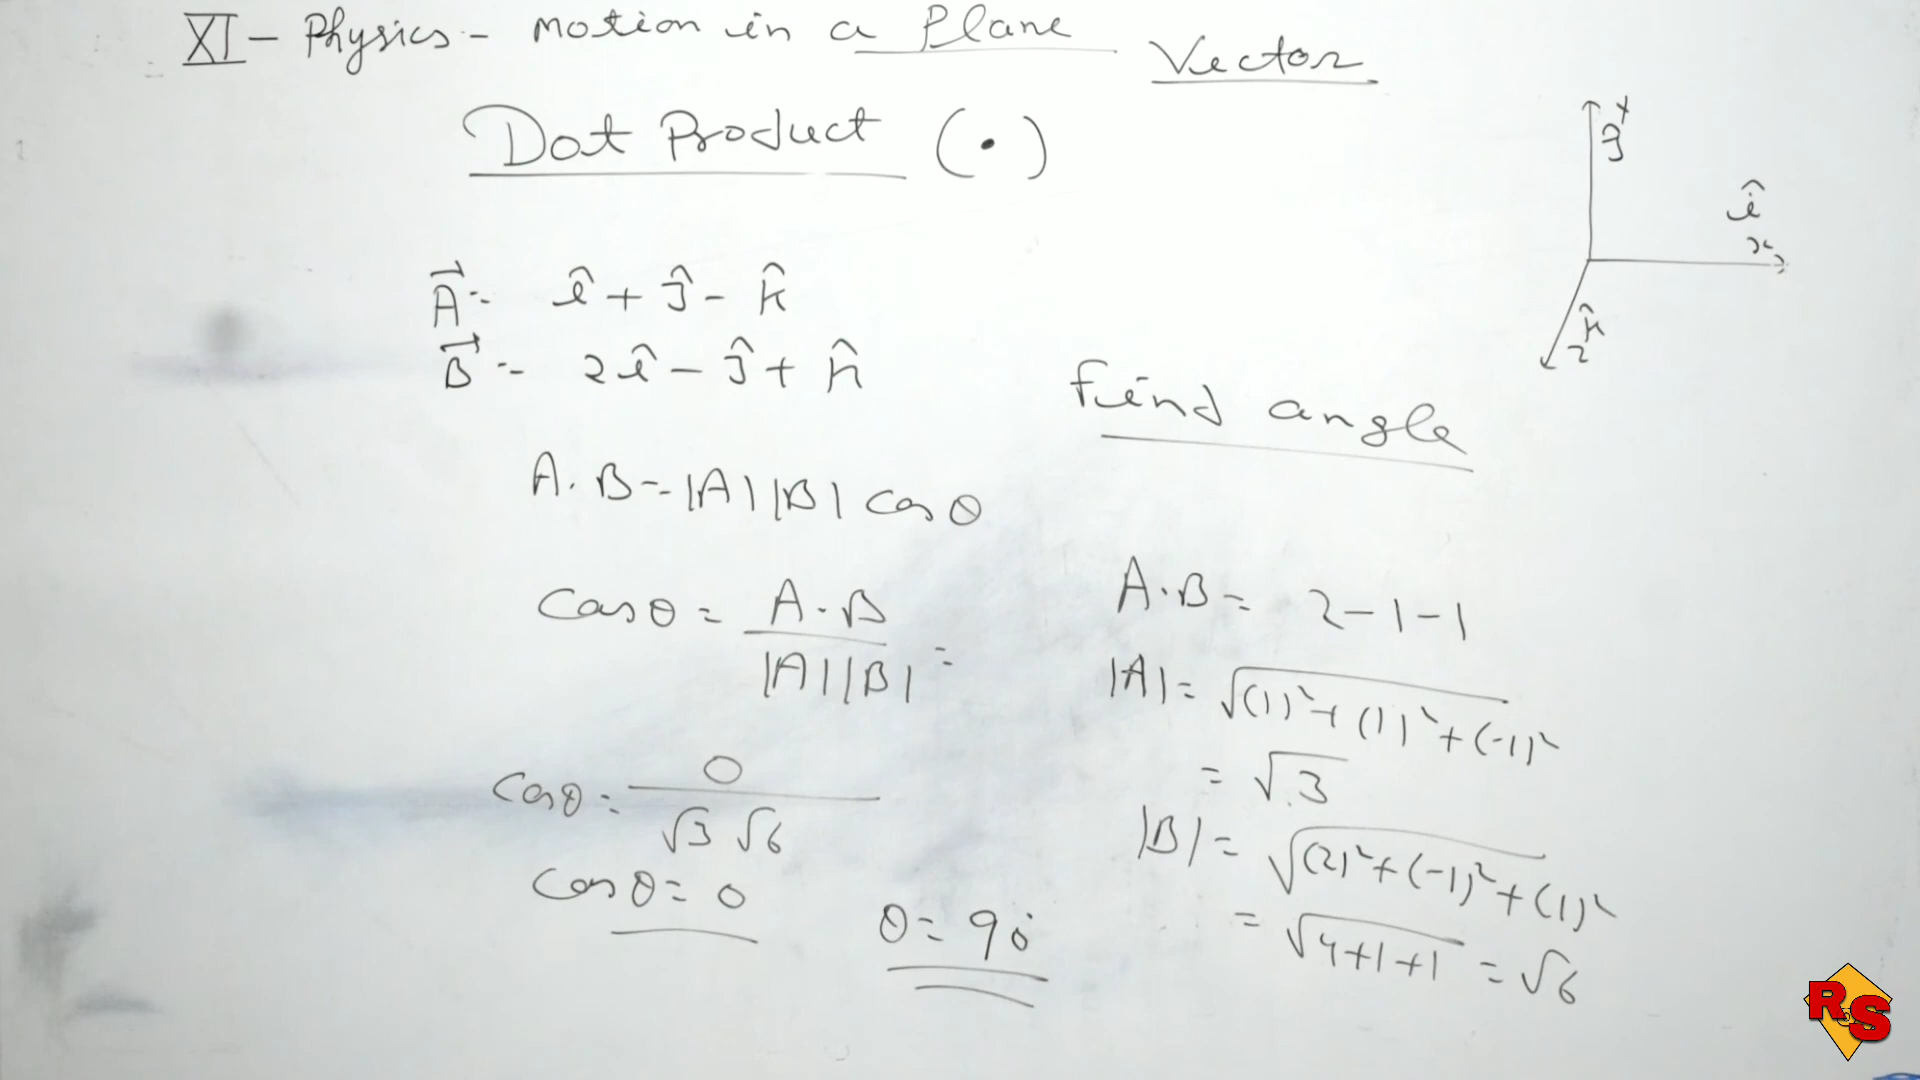 XI - Physics - Motion in a Plane
Vector
Dot Product (·)
y
ĵ
î
x
k̂
z
A⃗ = î + ĵ - k̂
B⃗ = 2î - ĵ + k̂
Find angle
A · B = |A| |B| cos θ
cos θ = A · B / |A| |B| =
cos θ = 0 / √3 √6
cos θ = 0
θ = 90°
A · B = 2 - 1 - 1
|A| = √(1)² + (1)² + (-1)²
= √3
|B| = √(2)² + (-1)² + (1)²
= √4+1+1 = √6
RS